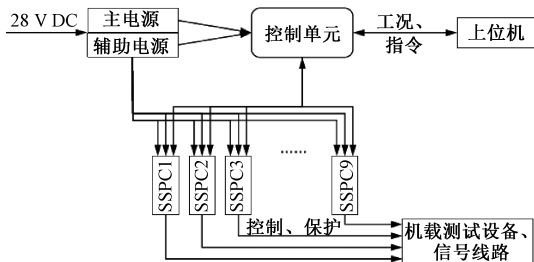 28 V DC
主电源
辅助电源
控制单元
工况、
指令
上位机
SSPC1
SSPC2
SSPC3
……
SSPC9
控制、保护
机载测试设备、
信号线路